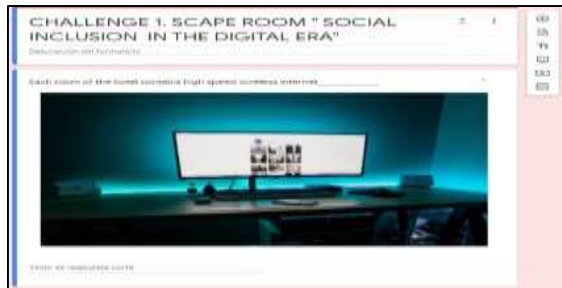 CHALLENGE 1. SCAPE ROOM " SOCIAL
INCLUSION IN THE DIGITAL ERA"
Descripción del formulario
Each room of the hotel contains high speed wireless internet
Texto de respuesta corta